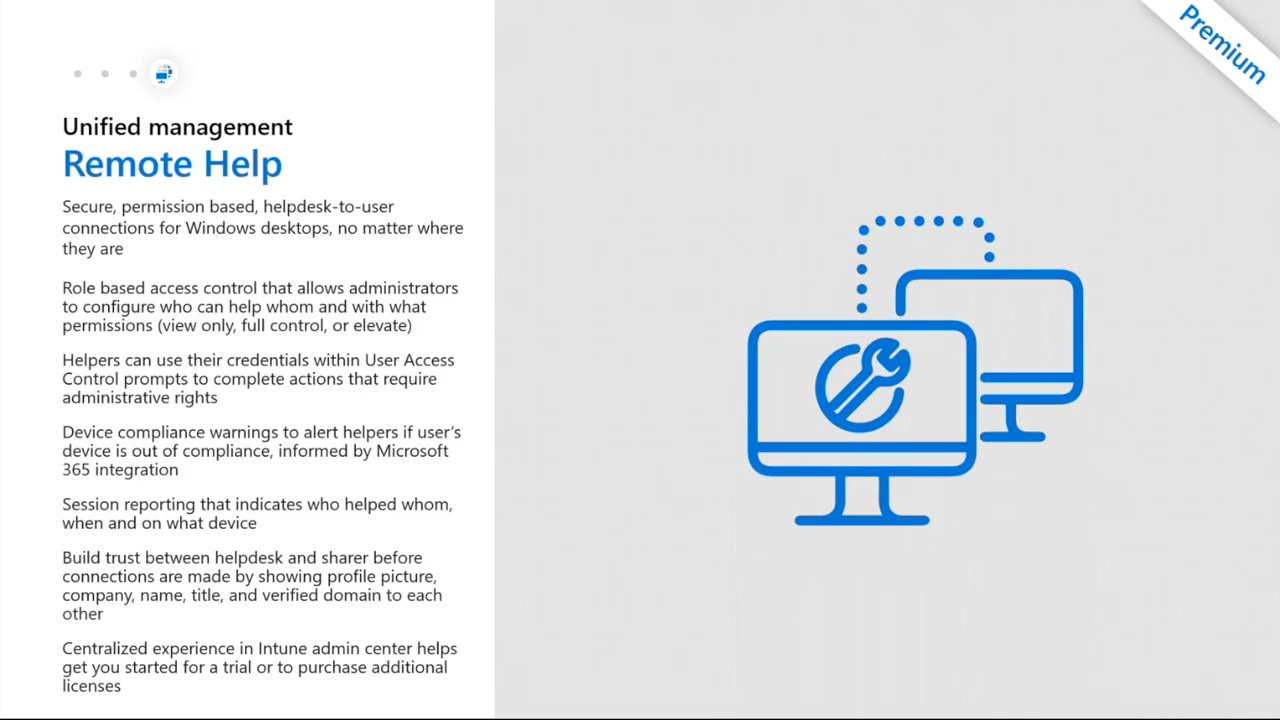 Premium
Unified management
Remote Help
Secure, permission based, helpdesk-to-user
connections for Windows desktops, no matter where
they are
Role based access control that allows administrators
to configure who can help whom and with what
permissions (view only, full control, or elevate)
Helpers can use their credentials within User Access
Control prompts to complete actions that require
administrative rights
Device compliance warnings to alert helpers if user’s
device is out of compliance, informed by Microsoft
365 integration
Session reporting that indicates who helped whom,
when and on what device
Build trust between helpdesk and sharer before
connections are made by showing profile picture,
company, name, title, and verified domain to each
other
Centralized experience in Intune admin center helps
get you started for a trial or to purchase additional
licenses